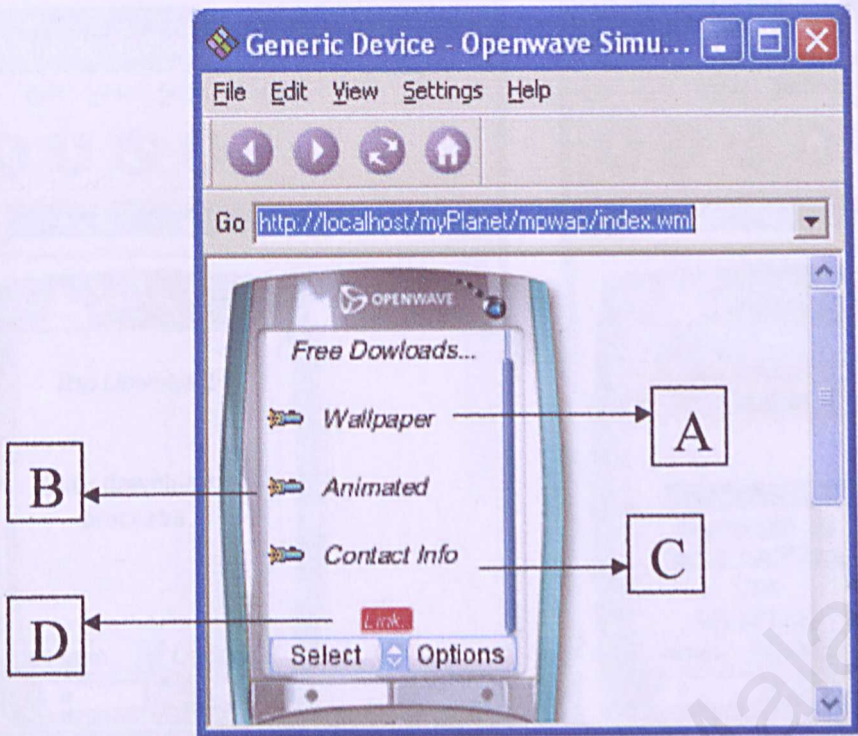 Generic Device - Openwave Simu...
File Edit View Settings Help
Go http://localhost/myPlanet/mpwap/index.wml
OPENWAVE
Free Dowloads...
Wallpaper
A
B
Animated
Contact Info
C
D
Link..
Select Options
Mala